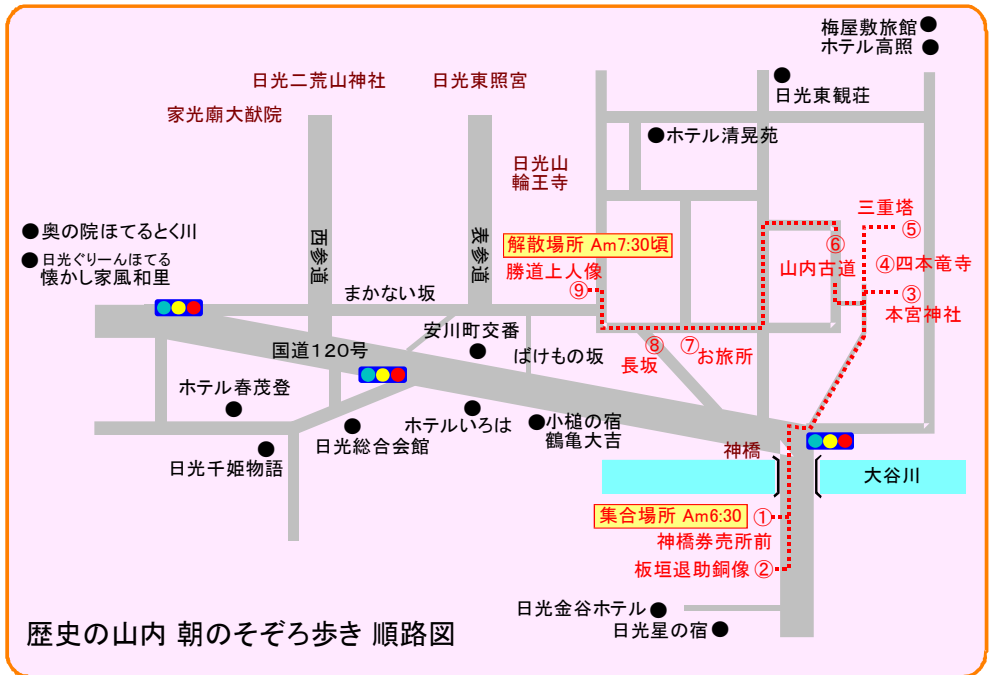 梅屋敷旅館
ホテル高照
日光二荒山神社
日光東照宮
日光東観荘
家光廟大猷院
ホテル清晃苑
日光山
輪王寺
三重塔
奥の院ほてるとく川
西参道
表参道
解散場所 Am7:30頃
⑤
⑥
日光ぐりーんほてる
懐かし家風和里
勝道上人像
⑨
山内古道
④四本竜寺
③
本宮神社
まかない坂
安川町交番
国道120号
ばけもの坂
⑧
長坂
⑦お旅所
ホテル春茂登
ホテルいろは
小槌の宿
鶴亀大吉
日光総合会館
日光千姫物語
神橋
大谷川
集合場所 Am6:30
①
神橋券売所前
板垣退助銅像②
日光金谷ホテル
日光星の宿
歴史の山内 朝のそぞろ歩き 順路図